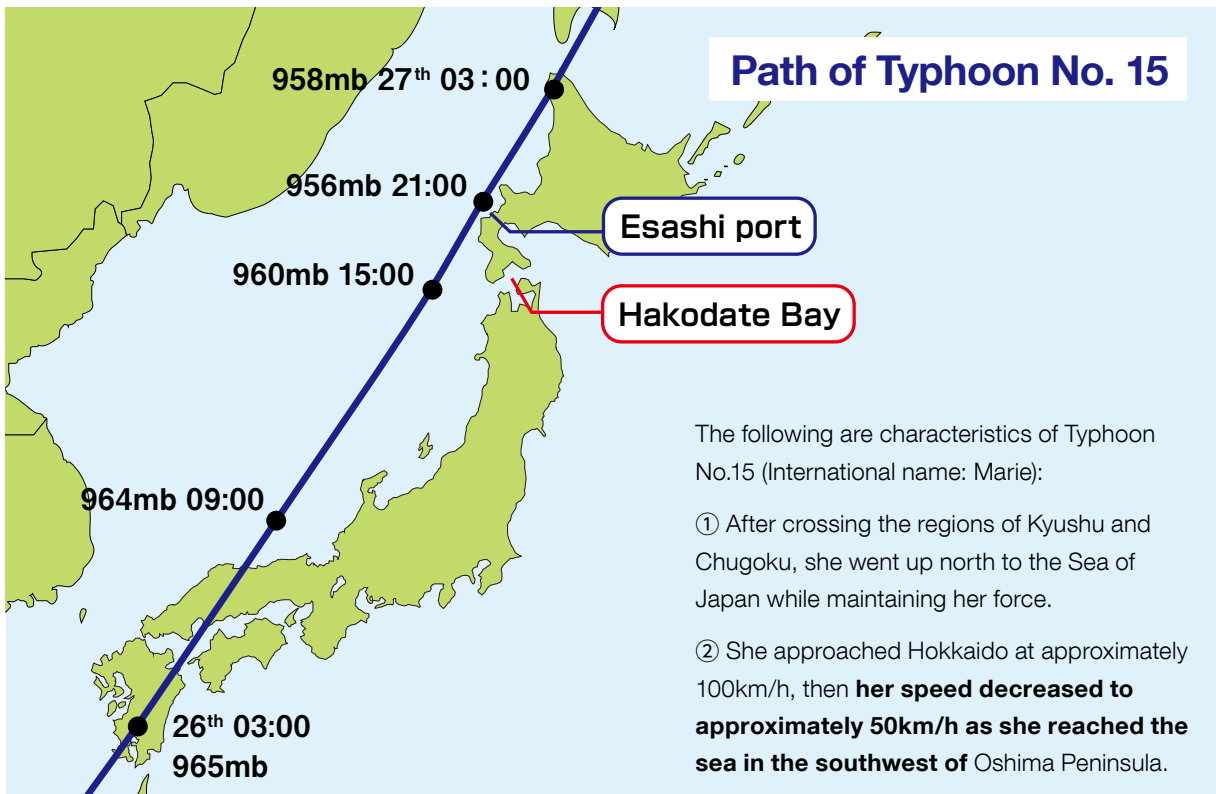 Path of Typhoon No. 15
958mb 27th 03:00
956mb 21:00
Esashi port
960mb 15:00
Hakodate Bay
964mb 09:00
26th 03:00
965mb
The following are characteristics of Typhoon
No.15 (International name: Marie):
① After crossing the regions of Kyushu and
Chugoku, she went up north to the Sea of
Japan while maintaining her force.
② She approached Hokkaido at approximately
100km/h, then her speed decreased to
approximately 50km/h as she reached the
sea in the southwest of Oshima Peninsula.